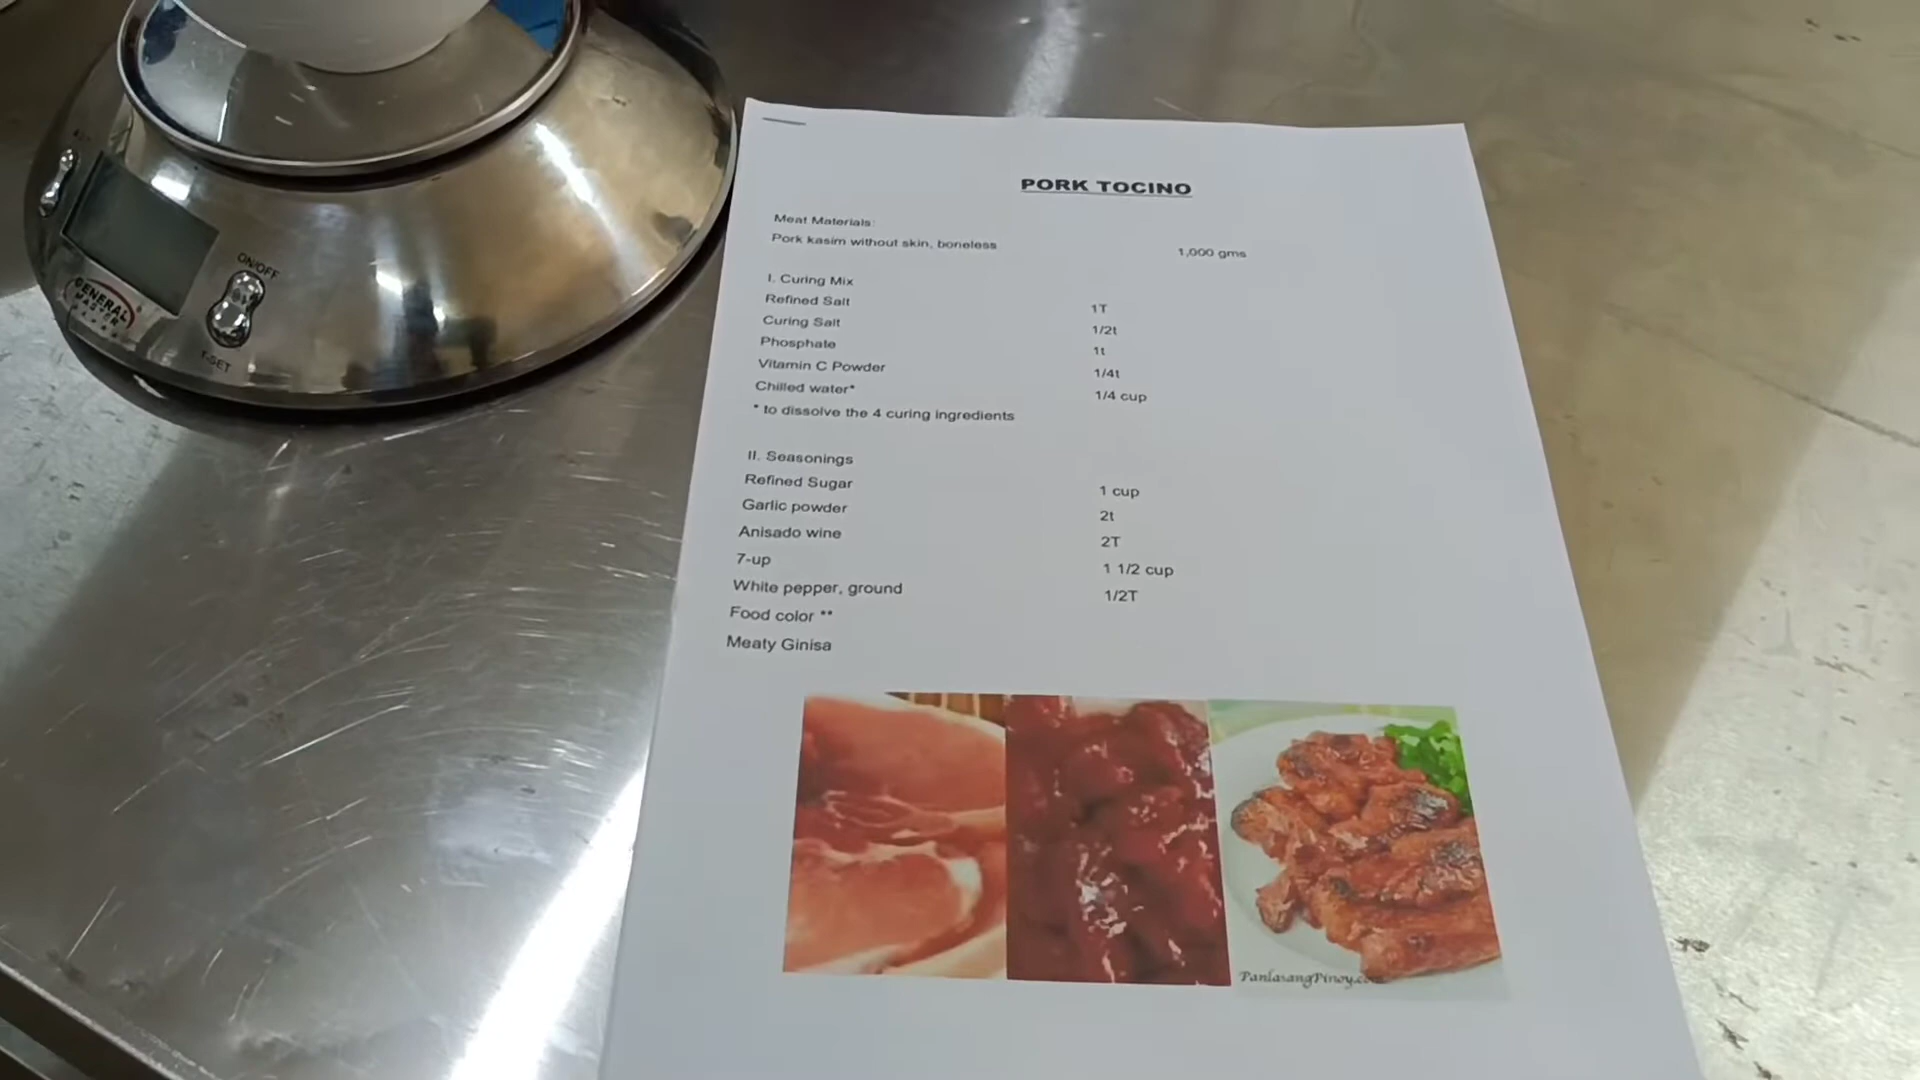 PORK TOCINO
Meat Materials:
Pork kasim without skin, boneless 1,000 gms
I. Curing Mix
Refined Salt 1T
Curing Salt 1/2t
Phosphate 1t
Vitamin C Powder 1/4t
Chilled water* 1/4 cup
* to dissolve the 4 curing ingredients
II. Seasonings
Refined Sugar 1 cup
Garlic powder 2t
Anisado wine 2T
7-up 1 1/2 cup
White pepper, ground 1/2T
Food color **
Meaty Ginisa
ON/OFF
GENERAL
MASTER
T-SET